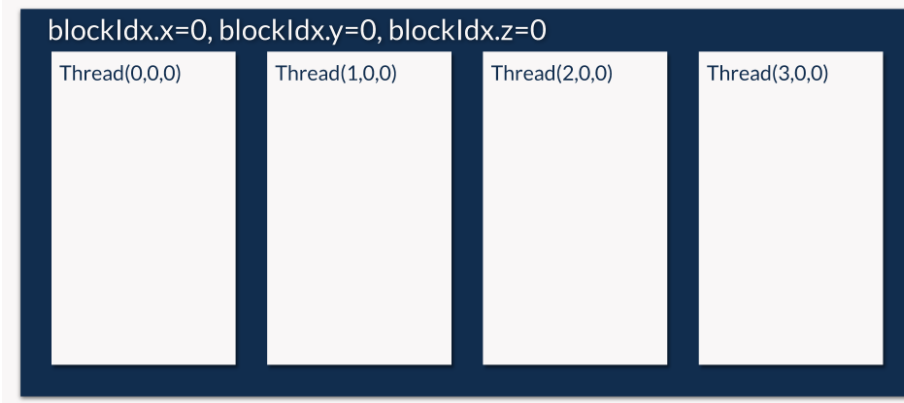 blockIdx.x=0, blockIdx.y=0, blockIdx.z=0
Thread(0,0,0)
Thread(1,0,0)
Thread(2,0,0)
Thread(3,0,0)